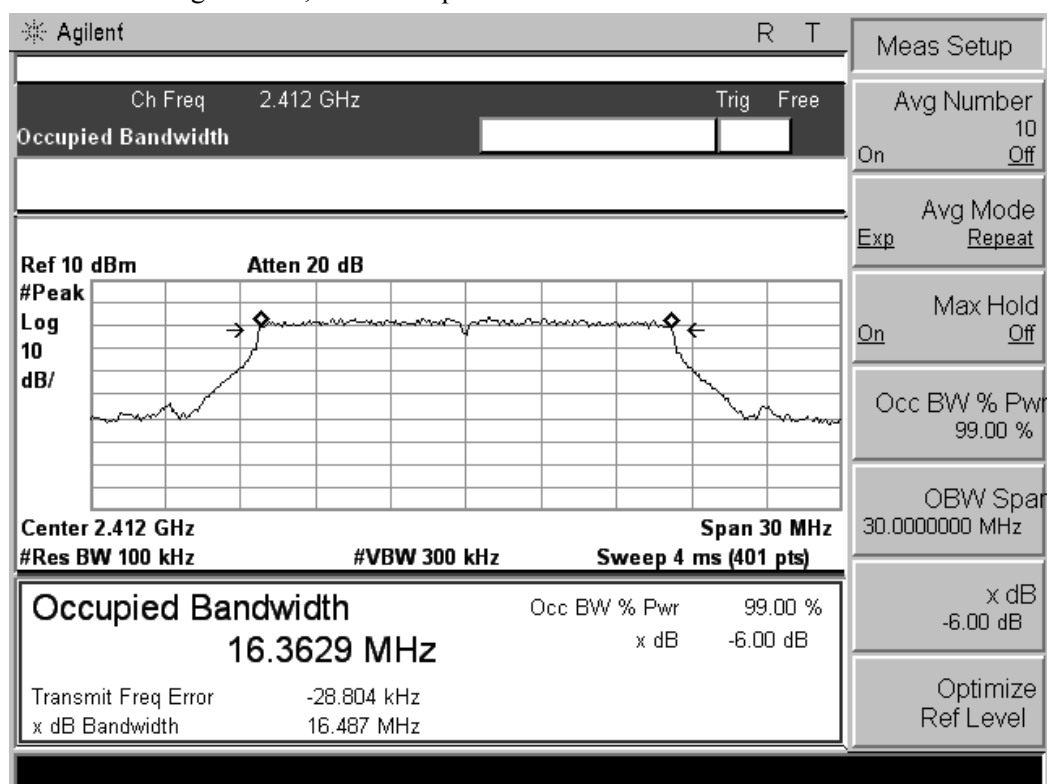 Agilent R T
Ch Freq 2.412 GHz Trig Free
Occupied Bandwidth
Ref 10 dBm Atten 20 dB
#Peak
Log
10
dB/
Center 2.412 GHz Span 30 MHz
#Res BW 100 kHz #VBW 300 kHz Sweep 4 ms (401 pts)
Occupied Bandwidth
16.3629 MHz
Occ BW % Pwr 99.00 %
x dB -6.00 dB
Transmit Freq Error -28.804 kHz
x dB Bandwidth 16.487 MHz
Meas Setup
Avg Number
10
On Off
Avg Mode
Exp Repeat
Max Hold
On Off
Occ BW % Pwr
99.00 %
OBW Span
30.0000000 MHz
x dB
-6.00 dB
Optimize
Ref Level